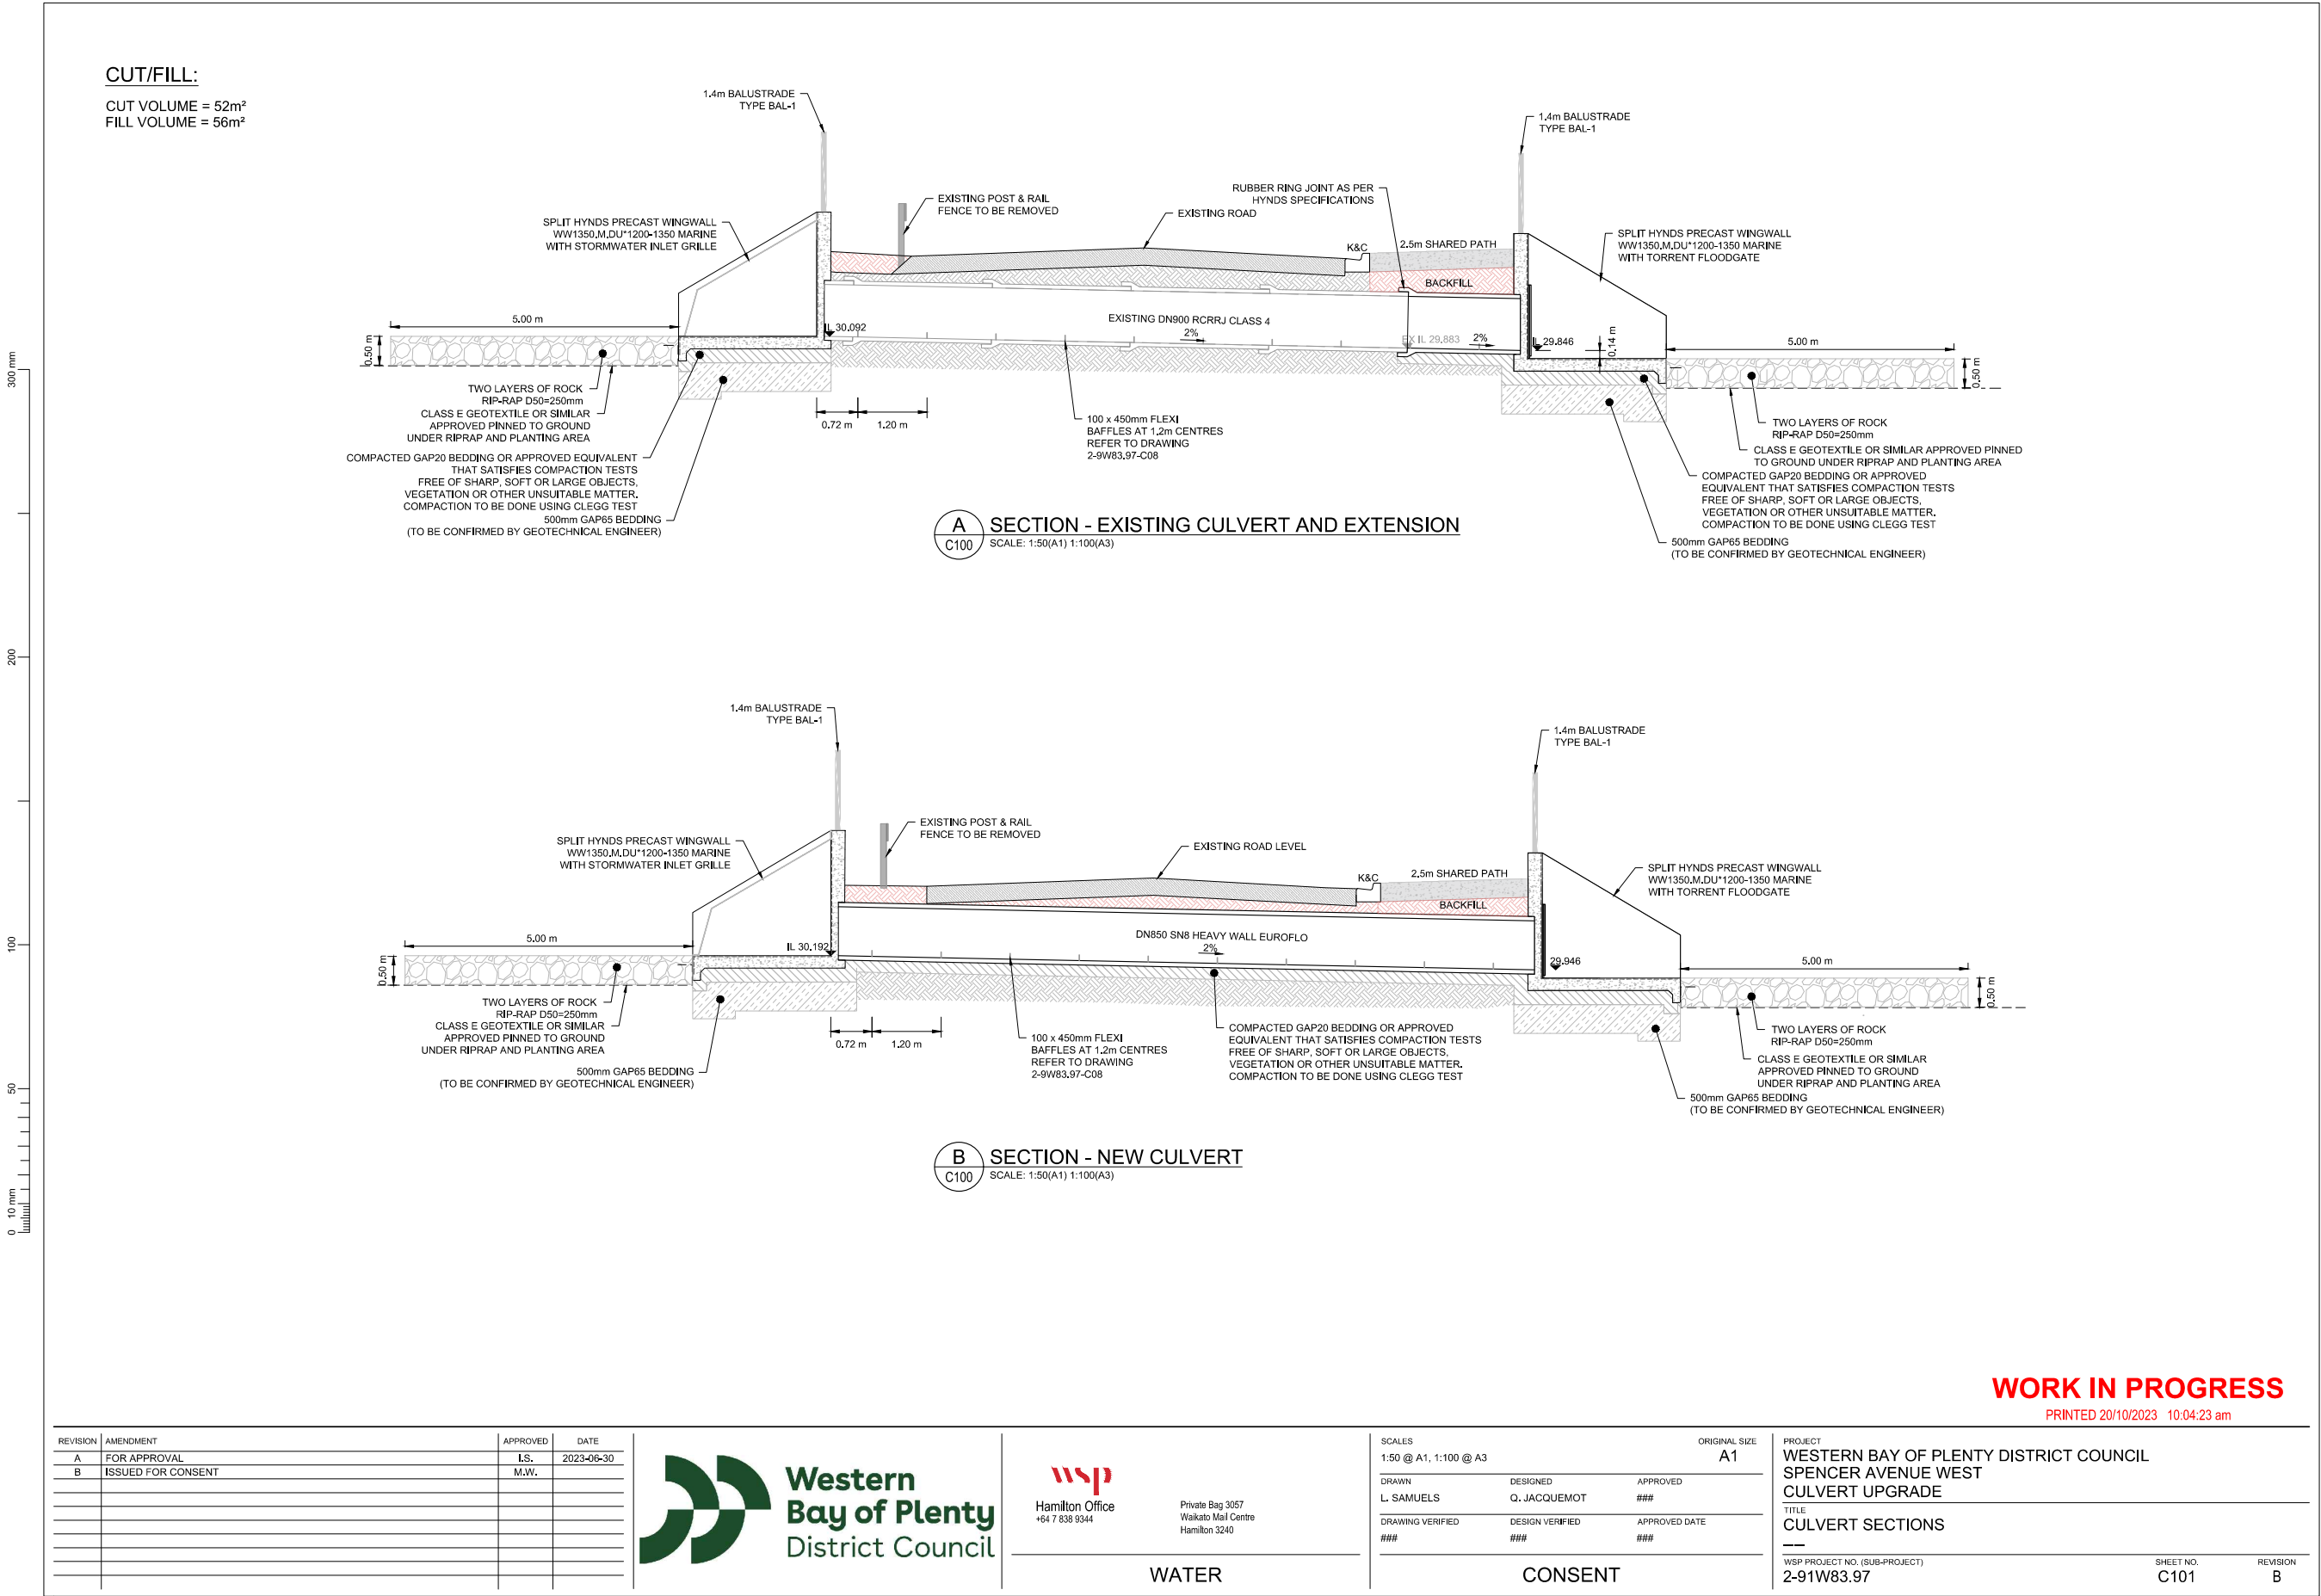 CUT/FILL:
CUT VOLUME = 52m²
FILL VOLUME = 56m²
1.4m BALUSTRADE
TYPE BAL-1
EXISTING POST & RAIL
FENCE TO BE REMOVED
SPLIT HYNDS PRECAST WINGWALL
WW1350.M.DU*1200-1350 MARINE
WITH STORMWATER INLET GRILLE
EXISTING ROAD
RUBBER RING JOINT AS PER
HYNDS SPECIFICATIONS
K&C
2.5m SHARED PATH
BACKFILL
1.4m BALUSTRADE
TYPE BAL-1
SPLIT HYNDS PRECAST WINGWALL
WW1350.M.DU*1200-1350 MARINE
WITH TORRENT FLOODGATE
5.00 m
0.50 m
IL 30.092
EXISTING DN900 RCRRJ CLASS 4
2%
EX IL 29.883
2%
IL 29.846
0.14 m
5.00 m
0.50 m
TWO LAYERS OF ROCK
RIP-RAP D50=250mm
CLASS E GEOTEXTILE OR SIMILAR
APPROVED PINNED TO GROUND
UNDER RIPRAP AND PLANTING AREA
COMPACTED GAP20 BEDDING OR APPROVED EQUIVALENT
THAT SATISFIES COMPACTION TESTS
FREE OF SHARP, SOFT OR LARGE OBJECTS,
VEGETATION OR OTHER UNSUITABLE MATTER.
COMPACTION TO BE DONE USING CLEGG TEST
500mm GAP65 BEDDING
(TO BE CONFIRMED BY GEOTECHNICAL ENGINEER)
0.72 m
1.20 m
100 x 450mm FLEXI
BAFFLES AT 1.2m CENTRES
REFER TO DRAWING
2-9W83.97-C08
TWO LAYERS OF ROCK
RIP-RAP D50=250mm
CLASS E GEOTEXTILE OR SIMILAR APPROVED PINNED
TO GROUND UNDER RIPRAP AND PLANTING AREA
COMPACTED GAP20 BEDDING OR APPROVED
EQUIVALENT THAT SATISFIES COMPACTION TESTS
FREE OF SHARP, SOFT OR LARGE OBJECTS,
VEGETATION OR OTHER UNSUITABLE MATTER.
COMPACTION TO BE DONE USING CLEGG TEST
500mm GAP65 BEDDING
(TO BE CONFIRMED BY GEOTECHNICAL ENGINEER)
A
C100
SECTION - EXISTING CULVERT AND EXTENSION
SCALE: 1:50(A1) 1:100(A3)
1.4m BALUSTRADE
TYPE BAL-1
EXISTING POST & RAIL
FENCE TO BE REMOVED
SPLIT HYNDS PRECAST WINGWALL
WW1350.M.DU*1200-1350 MARINE
WITH STORMWATER INLET GRILLE
EXISTING ROAD LEVEL
K&C
2.5m SHARED PATH
BACKFILL
1.4m BALUSTRADE
TYPE BAL-1
SPLIT HYNDS PRECAST WINGWALL
WW1350.M.DU*1200-1350 MARINE
WITH TORRENT FLOODGATE
5.00 m
0.50 m
IL 30.192
DN850 SN8 HEAVY WALL EUROFLO
2%
29.946
5.00 m
0.50 m
TWO LAYERS OF ROCK
RIP-RAP D50=250mm
CLASS E GEOTEXTILE OR SIMILAR
APPROVED PINNED TO GROUND
UNDER RIPRAP AND PLANTING AREA
500mm GAP65 BEDDING
(TO BE CONFIRMED BY GEOTECHNICAL ENGINEER)
0.72 m
1.20 m
100 x 450mm FLEXI
BAFFLES AT 1.2m CENTRES
REFER TO DRAWING
2-9W83.97-C08
COMPACTED GAP20 BEDDING OR APPROVED
EQUIVALENT THAT SATISFIES COMPACTION TESTS
FREE OF SHARP, SOFT OR LARGE OBJECTS,
VEGETATION OR OTHER UNSUITABLE MATTER.
COMPACTION TO BE DONE USING CLEGG TEST
TWO LAYERS OF ROCK
RIP-RAP D50=250mm
CLASS E GEOTEXTILE OR SIMILAR
APPROVED PINNED TO GROUND
UNDER RIPRAP AND PLANTING AREA
500mm GAP65 BEDDING
(TO BE CONFIRMED BY GEOTECHNICAL ENGINEER)
B
C100
SECTION - NEW CULVERT
SCALE: 1:50(A1) 1:100(A3)
300 mm
200
100
50
10 mm
0
WORK IN PROGRESS
PRINTED 20/10/2023 10:04:23 am
REVISION AMENDMENT APPROVED DATE
A FOR APPROVAL I.S. 2023-06-30
B ISSUED FOR CONSENT M.W.
Western
Bay of Plenty
District Council
wsp
Hamilton Office
+64 7 838 9344
Private Bag 3057
Waikato Mail Centre
Hamilton 3240
WATER
SCALES
1:50 @ A1, 1:100 @ A3
ORIGINAL SIZE
A1
DRAWN DESIGNED APPROVED
L. SAMUELS Q. JACQUEMOT ###
DRAWING VERIFIED DESIGN VERIFIED APPROVED DATE
### ### ###
CONSENT
PROJECT
WESTERN BAY OF PLENTY DISTRICT COUNCIL
SPENCER AVENUE WEST
CULVERT UPGRADE
TITLE
CULVERT SECTIONS
---
WSP PROJECT NO. (SUB-PROJECT) SHEET NO. REVISION
2-91W83.97 C101 B